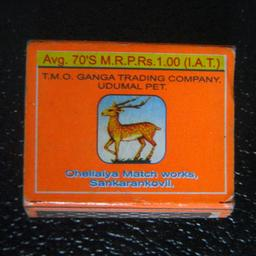 Avg. 70'S M.R.P.Rs.1.00 (I.A.T.)
T.M.O. GANGA TRADING COMPANY,
UDUMAL PET.
Chellaiya Match works,
Sankarankovil.